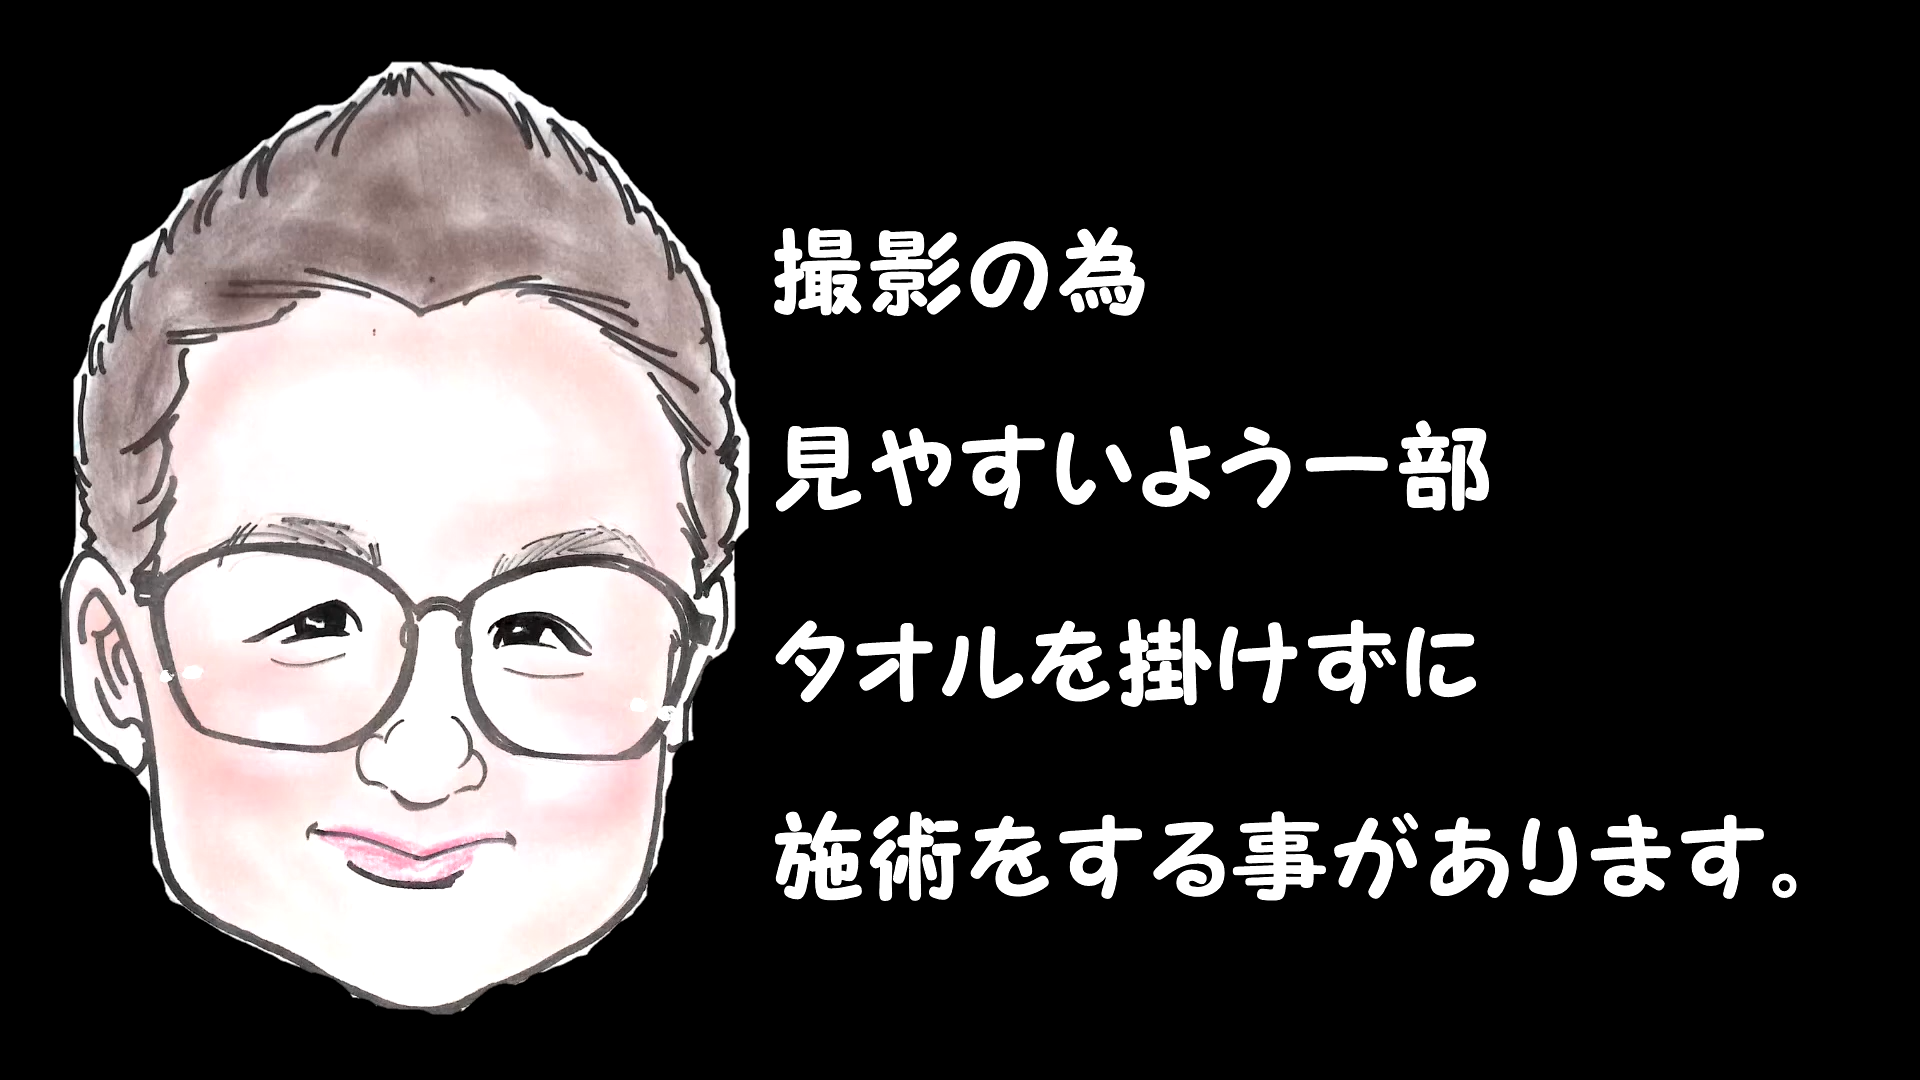 撮影の為
見やすいよう一部
タオルを掛けずに
施術をする事があります。